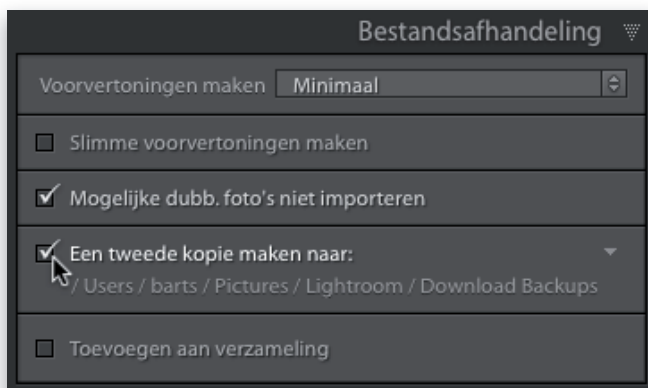 Bestandsafhandeling
Voorvertoningen maken Minimaal
Slimme voorvertoningen maken
Mogelijke dubb. foto's niet importeren
Een tweede kopie maken naar:
/ Users / barts / Pictures / Lightroom / Download Backups
Toevoegen aan verzameling